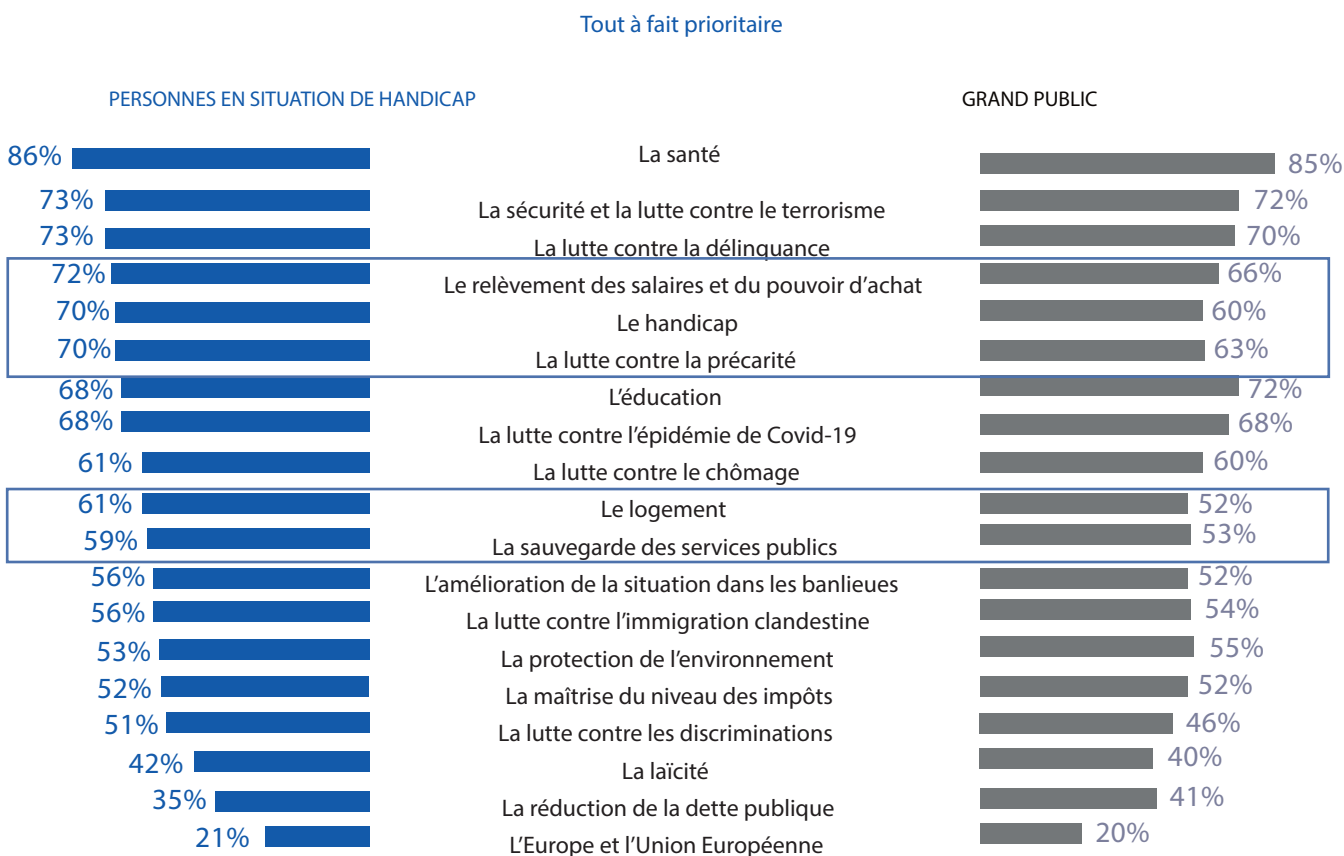 Tout à fait prioritaire
PERSONNES EN SITUATION DE HANDICAP GRAND PUBLIC
86% La santé 85%
73% La sécurité et la lutte contre le terrorisme 72%
73% La lutte contre la délinquance 70%
72% Le relèvement des salaires et du pouvoir d'achat 66%
70% Le handicap 60%
70% La lutte contre la précarité 63%
68% L'éducation 72%
68% La lutte contre l'épidémie de Covid-19 68%
61% La lutte contre le chômage 60%
61% Le logement 52%
59% La sauvegarde des services publics 53%
56% L'amélioration de la situation dans les banlieues 52%
56% La lutte contre l'immigration clandestine 54%
53% La protection de l'environnement 55%
52% La maîtrise du niveau des impôts 52%
51% La lutte contre les discriminations 46%
42% La laïcité 40%
35% La réduction de la dette publique 41%
21% L'Europe et l'Union Européenne 20%